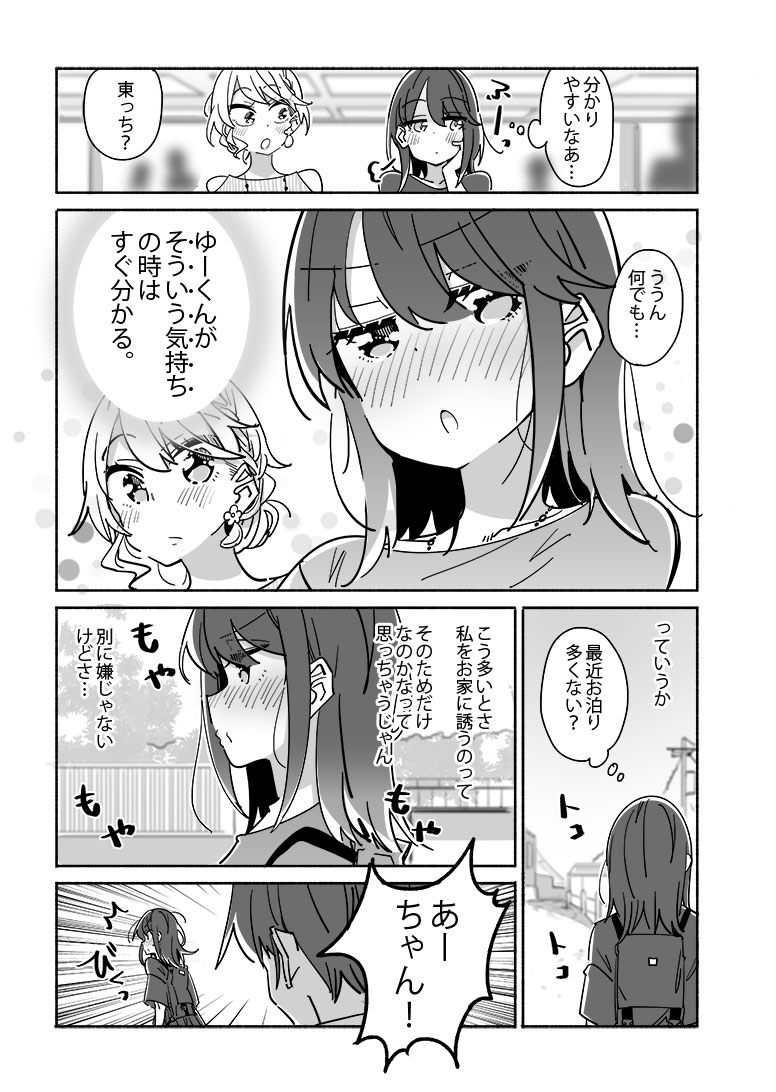 分かり
やすいなあ…
ふーっ
東っち?
ううん
何でも…
ゆーくんが
そういう気持ち
の時は
すぐ分かる。
っていうか
最近お泊り
多くない?
トコ
トコ
こう多いとさ
私をお家に誘うのって
そのためだけ
なのかなって
思っちゃうじゃん
別に嫌じゃない
けどさ…
もや
もや
もや
あー
ちゃん!
びくっ